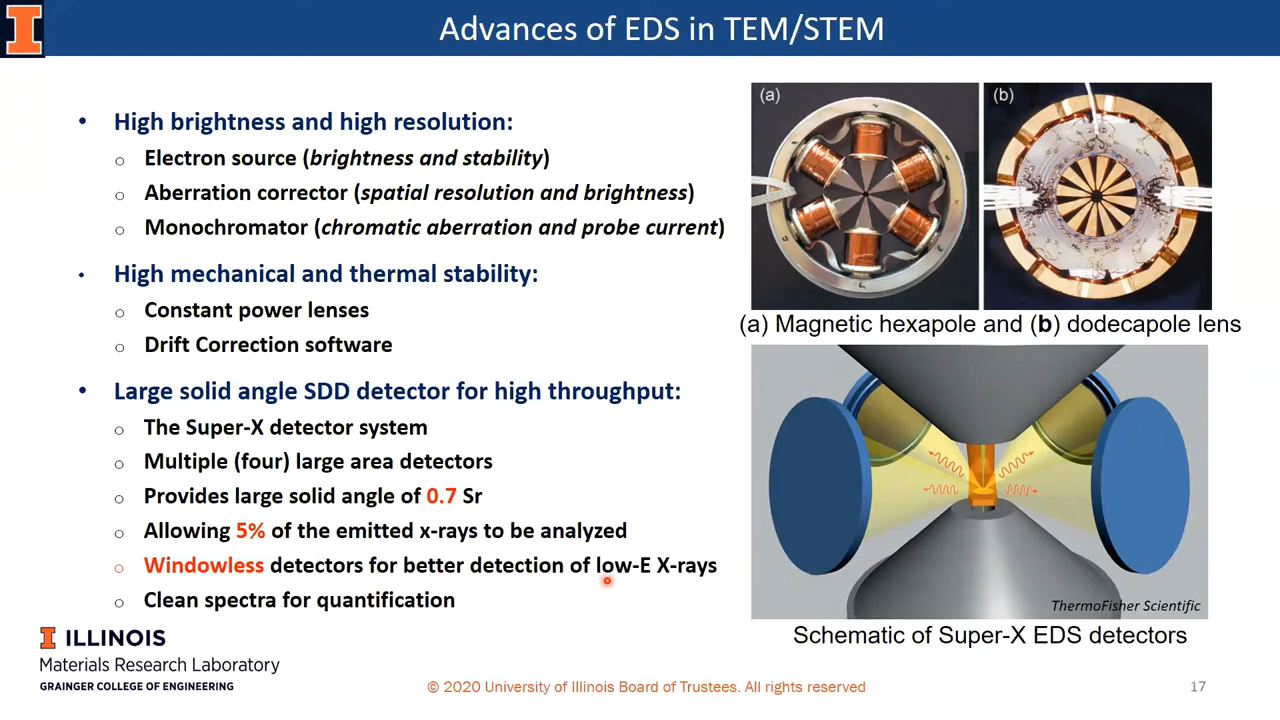 Advances of EDS in TEM/STEM
• High brightness and high resolution:
o Electron source (brightness and stability)
o Aberration corrector (spatial resolution and brightness)
o Monochromator (chromatic aberration and probe current)
• High mechanical and thermal stability:
o Constant power lenses
o Drift Correction software
• Large solid angle SDD detector for high throughput:
o The Super-X detector system
o Multiple (four) large area detectors
o Provides large solid angle of 0.7 Sr
o Allowing 5% of the emitted x-rays to be analyzed
o Windowless detectors for better detection of low-E X-rays
o Clean spectra for quantification
(a)
(b)
(a) Magnetic hexapole and (b) dodecapole lens
ThermoFisher Scientific
Schematic of Super-X EDS detectors
I ILLINOIS
Materials Research Laboratory
GRAINGER COLLEGE OF ENGINEERING
© 2020 University of Illinois Board of Trustees. All rights reserved
17